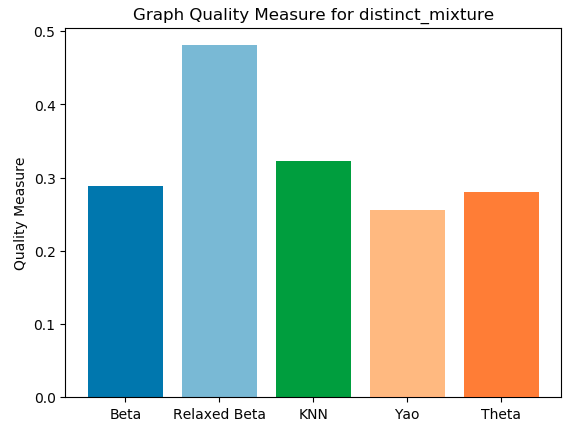 Graph Quality Measure for distinct_mixture
Quality Measure
0.5
0.4
0.3
0.2
0.1
0.0
Beta
Relaxed Beta
KNN
Yao
Theta